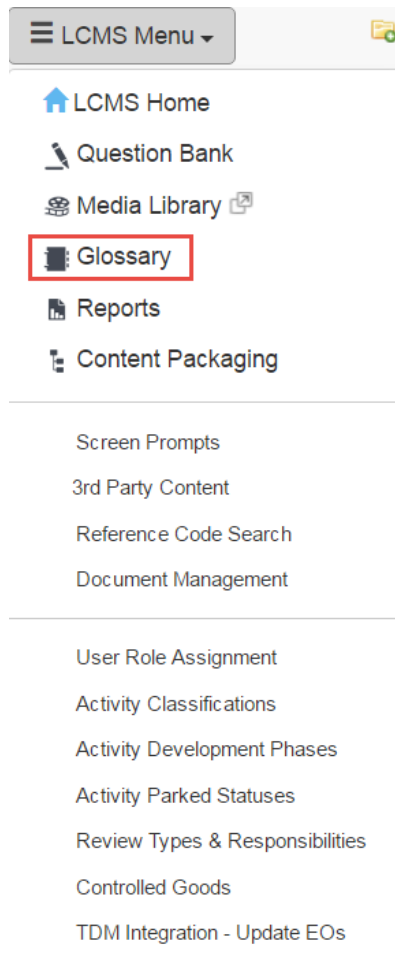 LCMS Menu
LCMS Home
Question Bank
Media Library
Glossary
Reports
Content Packaging
Screen Prompts
3rd Party Content
Reference Code Search
Document Management
User Role Assignment
Activity Classifications
Activity Development Phases
Activity Parked Statuses
Review Types & Responsibilities
Controlled Goods
TDM Integration - Update EOs